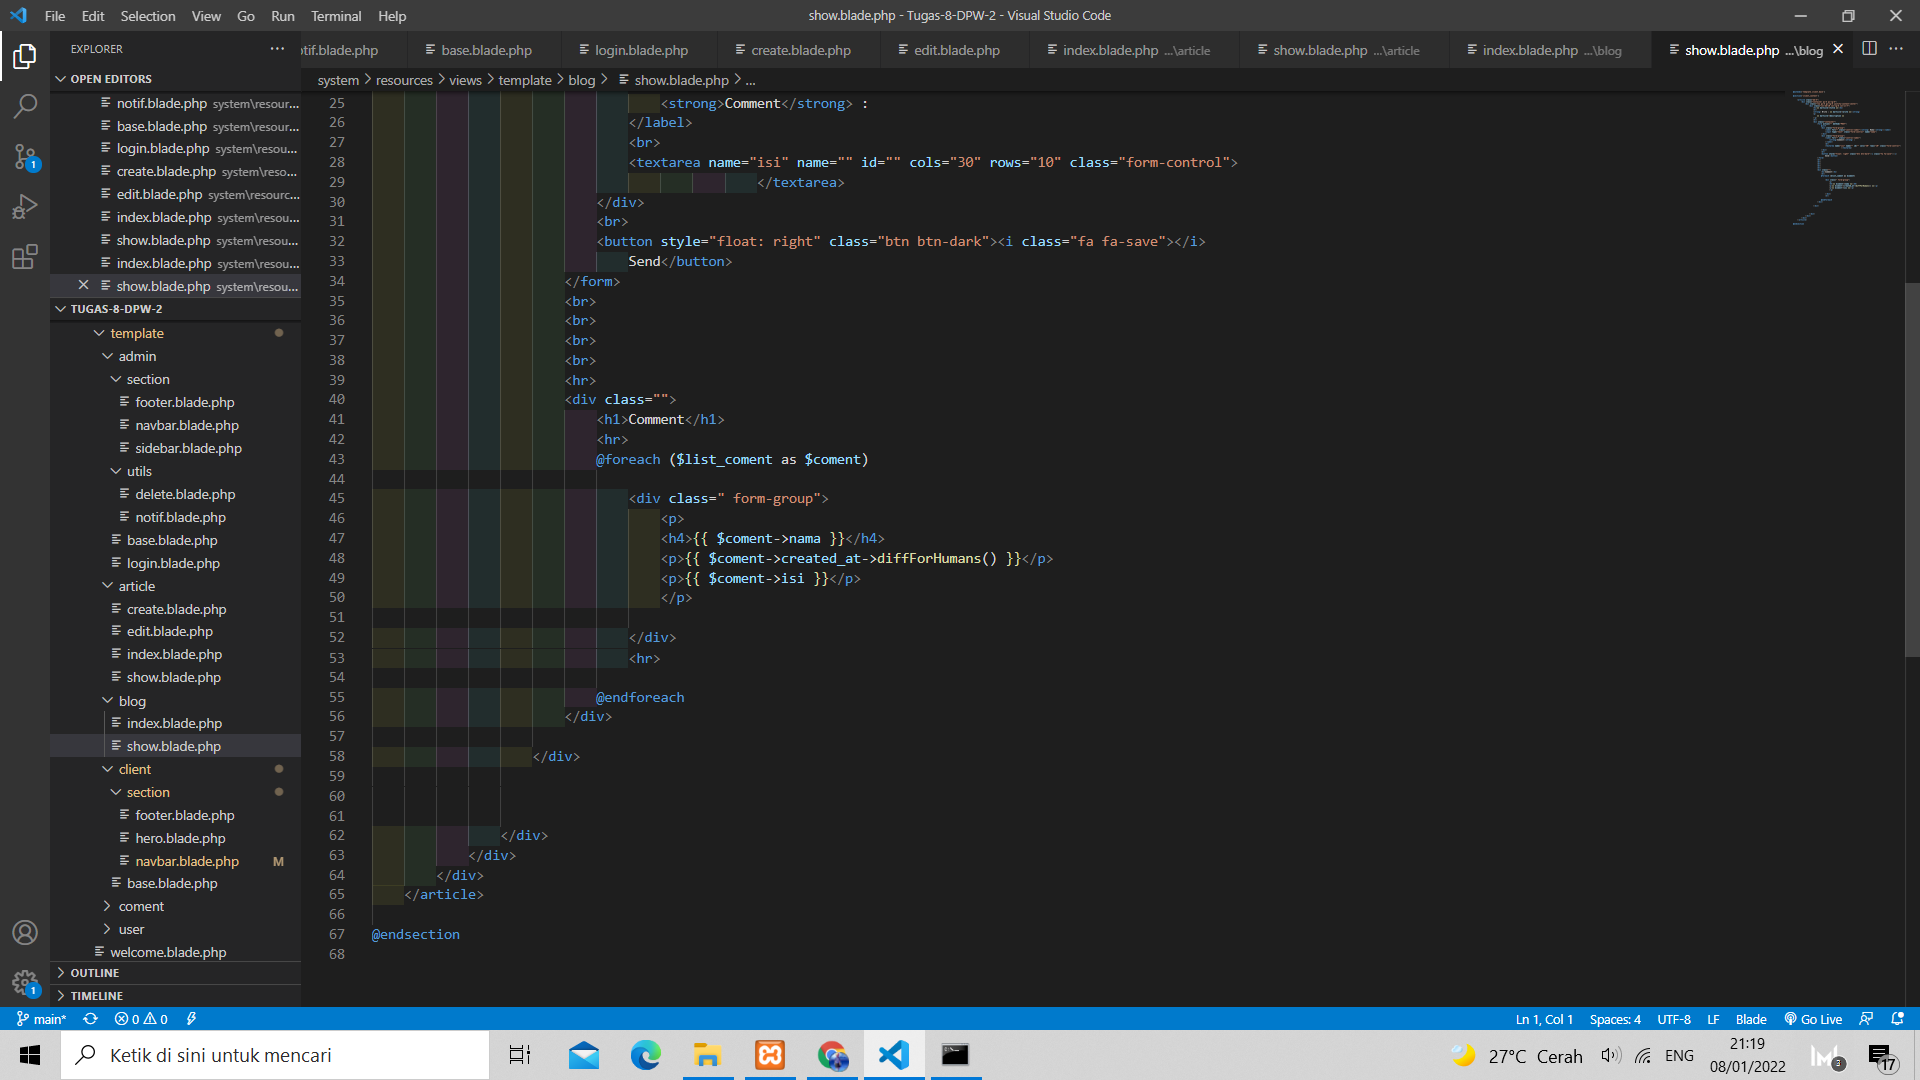 File Edit Selection View Go Run Terminal Help
show.blade.php - Tugas-8-DPW-2 - Visual Studio Code
EXPLORER
tif.blade.php base.blade.php login.blade.php create.blade.php edit.blade.php index.blade.php ...\article show.blade.php ...\article index.blade.php ...\blog show.blade.php ...\blog
system > resources > views > template > blog > show.blade.php > ...
OPEN EDITORS
notif.blade.php system\resour...
base.blade.php system\resour...
login.blade.php system\resou...
create.blade.php system\reso...
edit.blade.php system\resourc...
index.blade.php system\resou...
show.blade.php system\resou...
index.blade.php system\resou...
show.blade.php system\resou...
TUGAS-8-DPW-2
template
admin
section
footer.blade.php
navbar.blade.php
sidebar.blade.php
utils
delete.blade.php
notif.blade.php
base.blade.php
login.blade.php
article
create.blade.php
edit.blade.php
index.blade.php
show.blade.php
blog
index.blade.php
show.blade.php
client
section
footer.blade.php
hero.blade.php
navbar.blade.php M
base.blade.php
coment
user
welcome.blade.php
OUTLINE
TIMELINE
25 <strong>Comment</strong> :
26 </label>
27 <br>
28 <textarea name="isi" name="" id="" cols="30" rows="10" class="form-control">
29 </textarea>
30 </div>
31 <br>
32 <button style="float: right" class="btn btn-dark"><i class="fa fa-save"></i>
33 Send</button>
34 </form>
35 <br>
36 <br>
37 <br>
38 <br>
39 <hr>
40 <div class="">
41 <h1>Comment</h1>
42 <hr>
43 @foreach ($list_coment as $coment)
44
45 <div class=" form-group">
46 <p>
47 <h4>{{ $coment->nama }}</h4>
48 <p>{{ $coment->created_at->diffForHumans() }}</p>
49 <p>{{ $coment->isi }}</p>
50 </p>
51
52 </div>
53 <hr>
54
55 @endforeach
56 </div>
57
58 </div>
59
60
61
62 </div>
63 </div>
64 </div>
65 </article>
66
67 @endsection
68
1
1
main* 0 0 Ln 1, Col 1 Spaces: 4 UTF-8 LF Blade Go Live
Ketik di sini untuk mencari
27°C Cerah ENG
21:19
08/01/2022
3
17